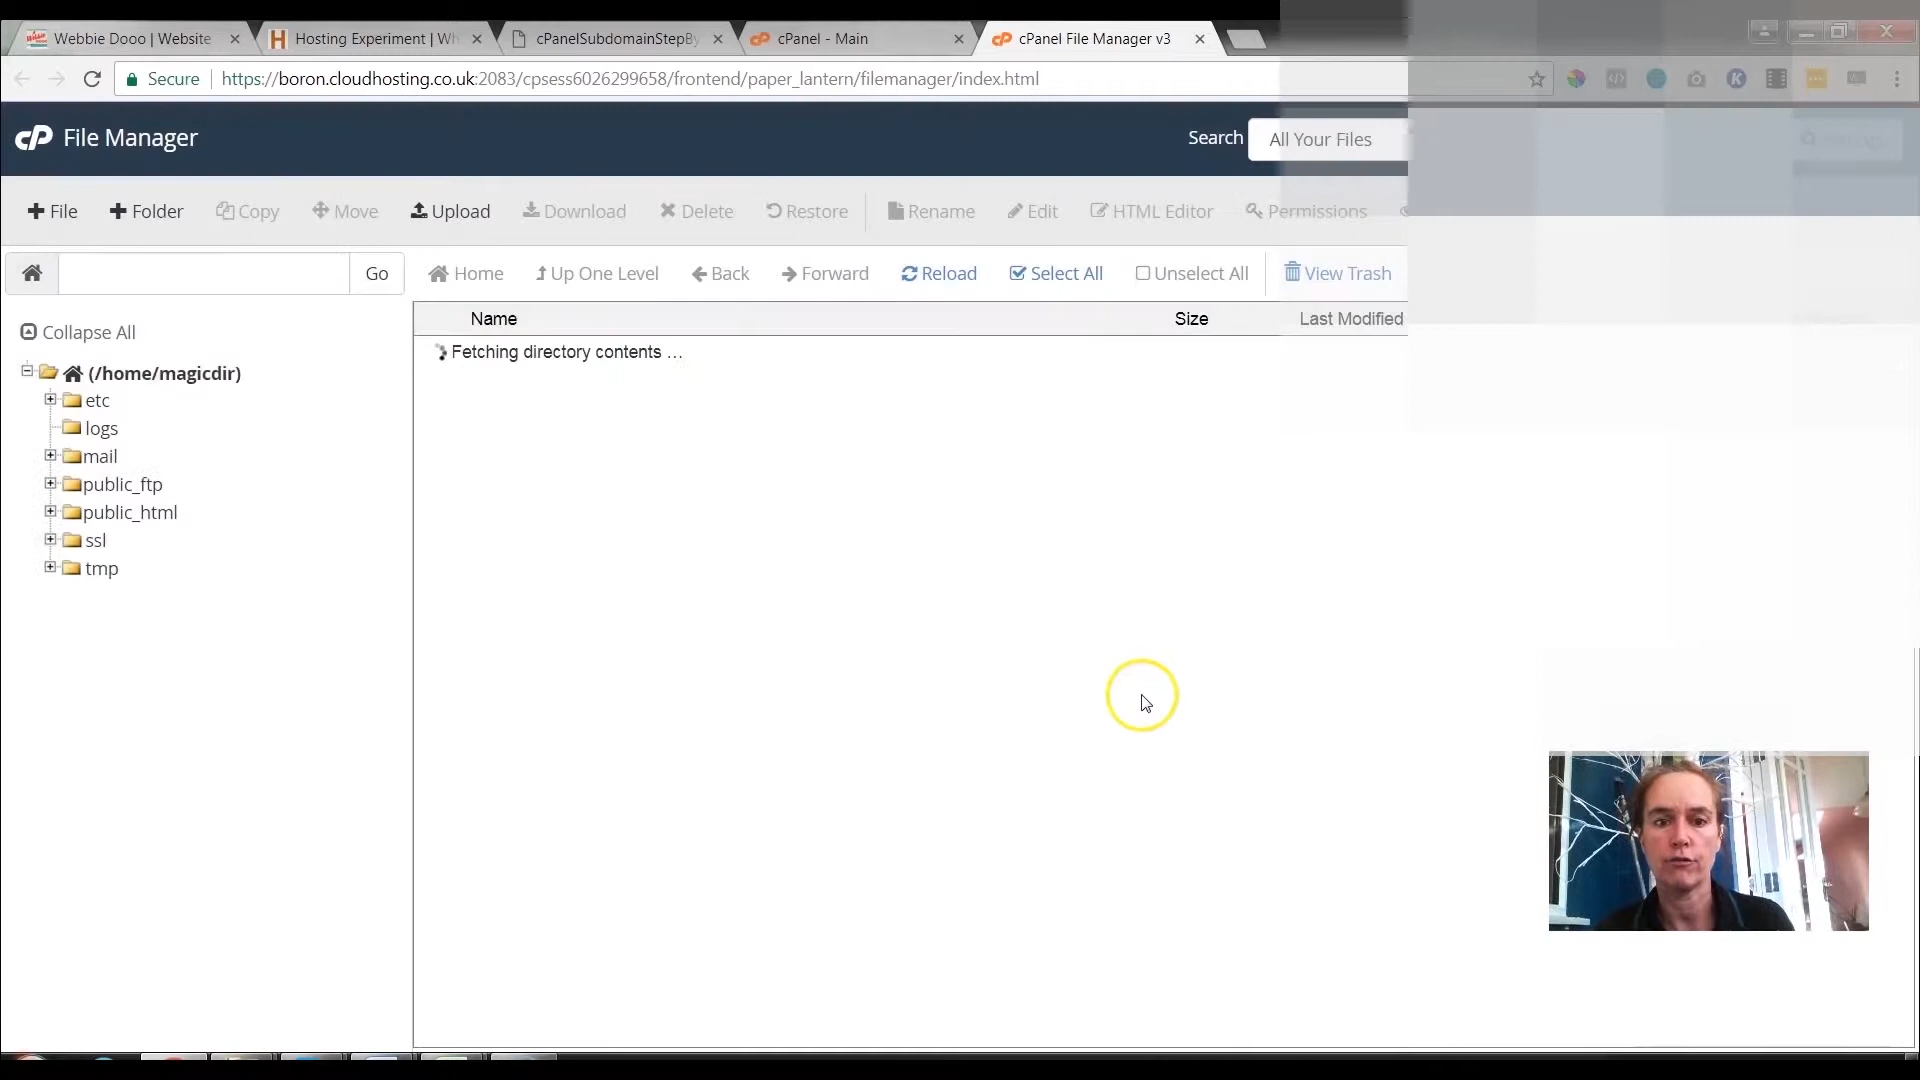 Webbie Dooo | Website
Hosting Experiment | Wh
cPanelSubdomainStepBy
cPanel - Main
cPanel File Manager v3
Secure
https://boron.cloudhosting.co.uk:2083/cpsess6026299658/frontend/paper_lantern/filemanager/index.html
cP File Manager
Search
All Your Files
File
Folder
Copy
Move
Upload
Download
Delete
Restore
Rename
Edit
HTML Editor
Permissions
Go
Home
Up One Level
Back
Forward
Reload
Select All
Unselect All
View Trash
Collapse All
Name
Size
Last Modified
Fetching directory contents ...
(/home/magicdir)
etc
logs
mail
public_ftp
public_html
ssl
tmp